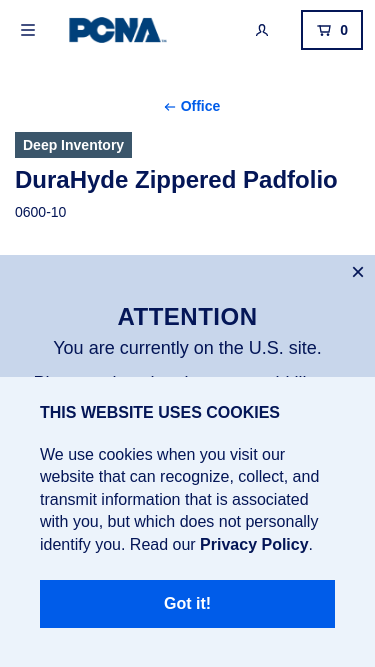 PCNA
0
← Office
Deep Inventory
DuraHyde Zippered Padfolio
0600-10
×
ATTENTION
You are currently on the U.S. site.
THIS WEBSITE USES COOKIES
We use cookies when you visit our
website that can recognize, collect, and
transmit information that is associated
with you, but which does not personally
identify you. Read our Privacy Policy.
Got it!